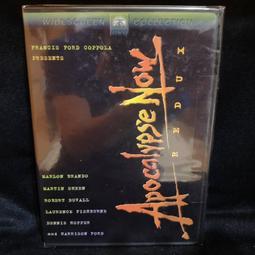 WIDESCREEN COLLECTION
FRANCIS FORD COPPOLA
PRESENTS
Apocalypse Now
REDUX
MARLON BRANDO
MARTIN SHEEN
ROBERT DUVALL
LAURENCE FISHBURNE
DENNIS HOPPER
and HARRISON FORD